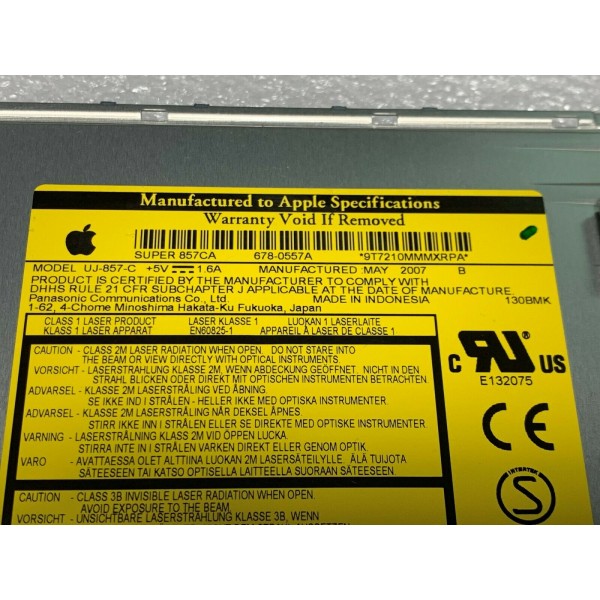 Manufactured to Apple Specifications
Warranty Void If Removed
SUPER 857CA 678-0557A *9T7210MMMXRPA*
MODEL UJ-857-C +5V 1.6A MANUFACTURED:MAY 2007 B
PRODUCT IS CERTIFIED BY THE MANUFACTURER TO COMPLY WITH
DHHS RULE 21 CFR SUBCHAPTER J APPLICABLE AT THE DATE OF MANUFACTURE.
Panasonic Communications Co., Ltd. MADE IN INDONESIA 130BMK
1-62, 4-Chome Minoshima Hakata-Ku Fukuoka, Japan
CLASS 1 LASER PRODUCT LASER KLASSE 1 LUOKAN 1 LASERLAITE
KLASS 1 LASER APPARAT EN60825-1 APPAREIL À LASER DE CLASSE 1
CAUTION - CLASS 2M LASER RADIATION WHEN OPEN. DO NOT STARE INTO
THE BEAM OR VIEW DIRECTLY WITH OPTICAL INSTRUMENTS.
VORSICHT - LASERSTRAHLUNG KLASSE 2M, WENN ABDECKUNG GEÖFFNET. NICHT IN DEN
STRAHL BLICKEN ODER DIREKT MIT OPTISCHEN INSTRUMENTEN BETRACHTEN.
ADVARSEL - KLASSE 2M LASERSTRÅLING VED ÅBNING.
SE IKKE IND I STRÅLEN - HELLER IKKE MED OPTISKE INSTRUMENTER.
ADVARSEL - KLASSE 2M LASERSTRÅLING NÅR DEKSEL ÅPNES.
STIRR IKKE INN I STRÅLEN ELLER SE DIREKTE MED OPTISKE INSTRUMENTER.
VARNING - LASERSTRÅLNING KLASS 2M VID ÖPPEN LUCKA.
STIRRA INTE IN I STRÅLEN ELLER BETRAKTA DIREKT STRÅLEN GENOM OPTIK.
VARO - AVATTAESSA OLET ALTTIINA LUOKAN 2M LASERSÄTEILYLLE. ÄLÄ TUIJOTA
SÄTEESEEN TAI KATSO OPTISELLA LAITTEELLA SUORAAN SÄTEESEEN.
CAUTION - CLASS 3B INVISIBLE LASER RADIATION WHEN OPEN.
AVOID EXPOSURE TO THE BEAM.
VORSICHT - UNSICHTBARE LASERSTRAHLUNG KLASSE 3B, WENN
C RU US
E132075
CE
INTERTEK
S